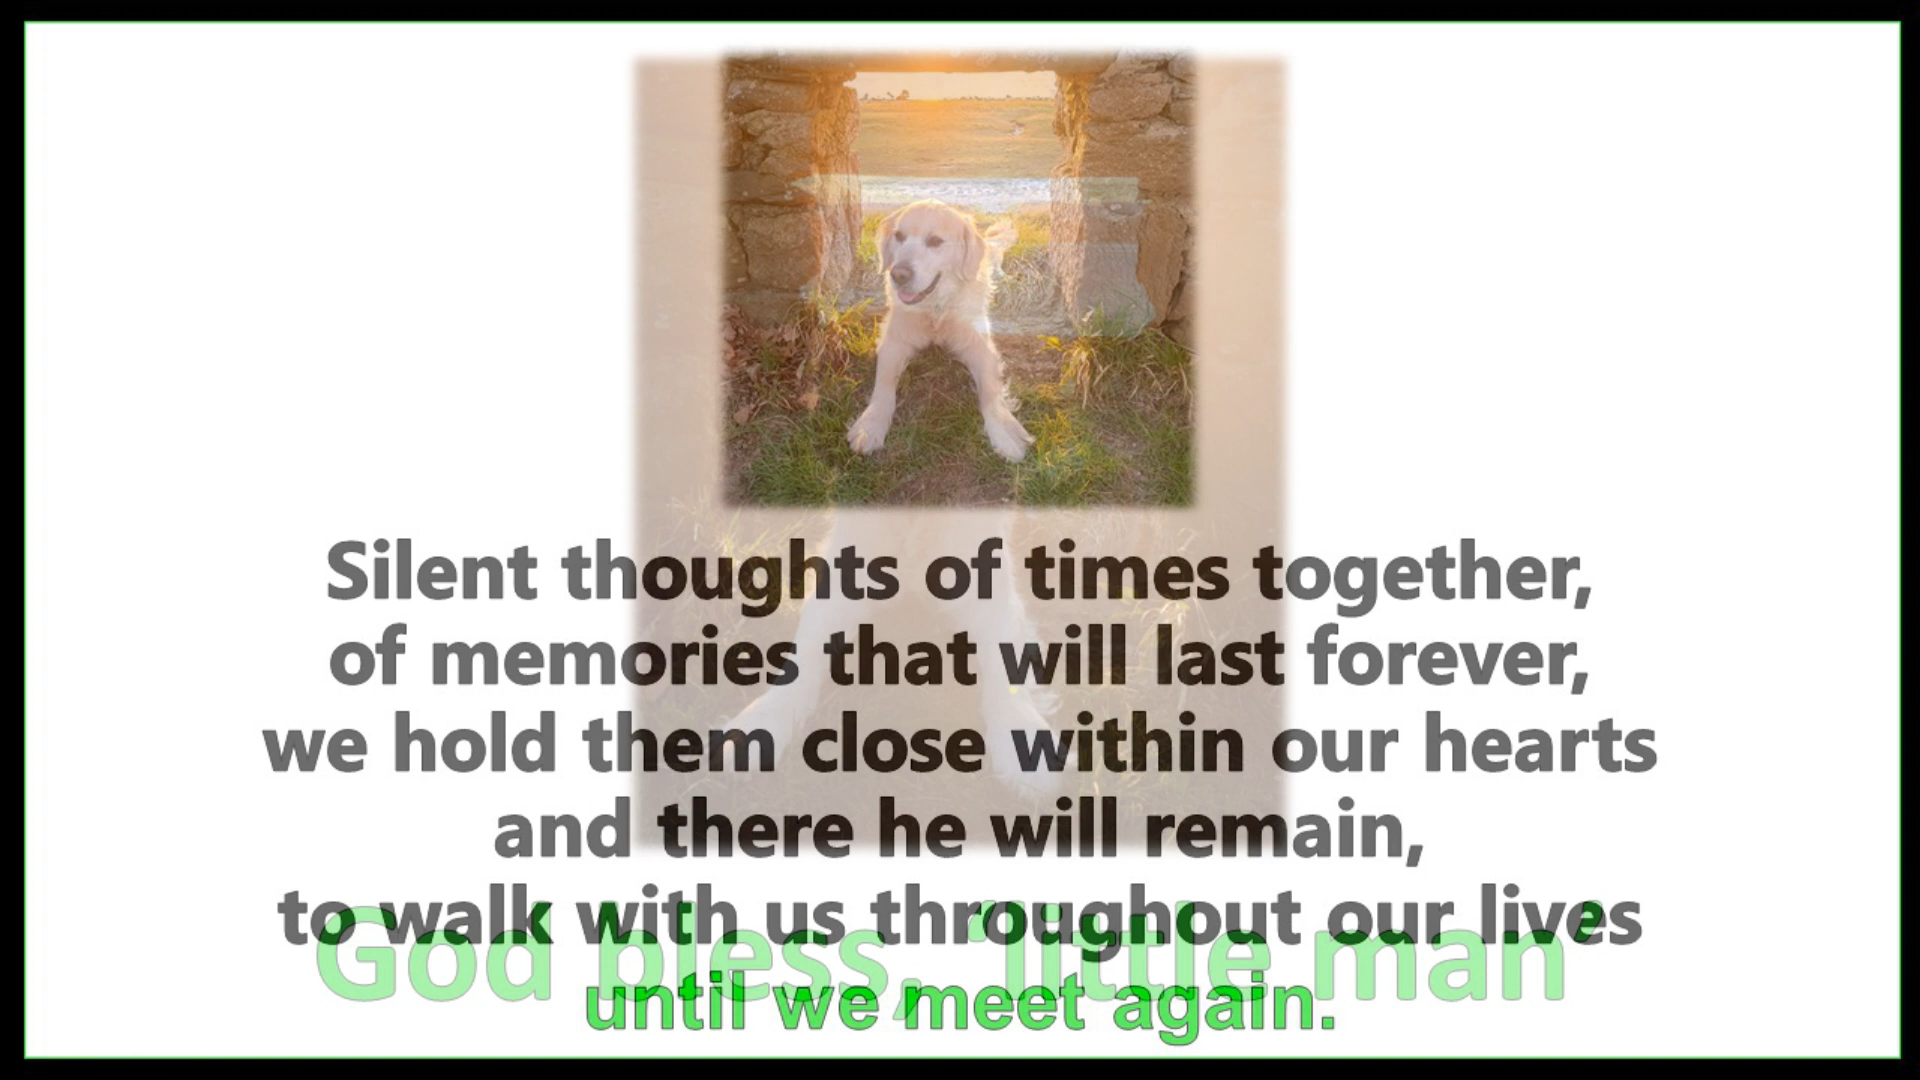 Silent thoughts of times together,
of memories that will last forever,
we hold them close within our hearts
and there he will remain,
to walk with us throughout our lives
God bless, ‘little man’
until we meet again.